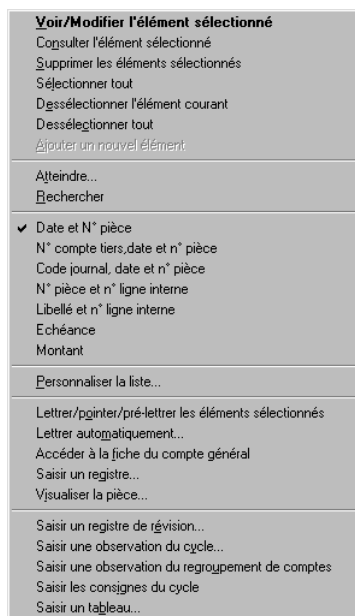 Voir/Modifier l'élément sélectionné
Consulter l'élément sélectionné
Supprimer les éléments sélectionnés
Sélectionner tout
Dessélectionner l'élément courant
Dessélectionner tout
Ajouter un nouvel élément
Atteindre...
Rechercher
Date et N° pièce
N° compte tiers,date et n° pièce
Code journal, date et n° pièce
N° pièce et n° ligne interne
Libellé et n° ligne interne
Echéance
Montant
Personnaliser la liste...
Lettrer/pointer/pré-lettrer les éléments sélectionnés
Lettrer automatiquement...
Accéder à la fiche du compte général
Saisir un registre...
Visualiser la pièce...
Saisir un registre de révision...
Saisir une observation du cycle...
Saisir une observation du regroupement de comptes
Saisir les consignes du cycle
Saisir un tableau...